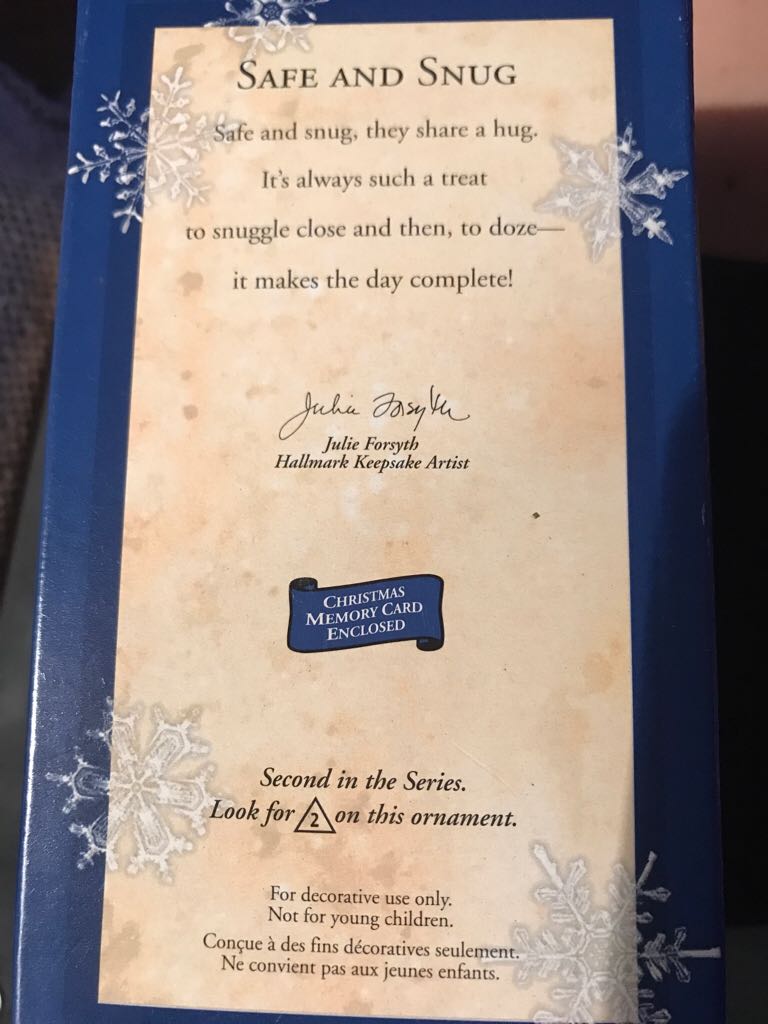 SAFE AND SNUG
Safe and snug, they share a hug.
It's always such a treat
to snuggle close and then, to doze—
it makes the day complete!
Julie Forsyth
Julie Forsyth
Hallmark Keepsake Artist
CHRISTMAS
MEMORY CARD
ENCLOSED
Second in the Series.
Look for 2 on this ornament.
For decorative use only.
Not for young children.
Conçue à des fins décoratives seulement.
Ne convient pas aux jeunes enfants.